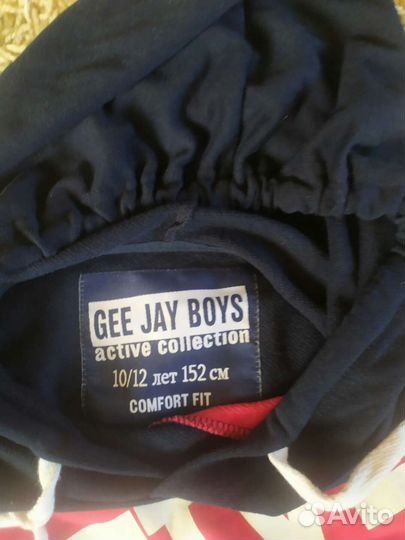 GEE JAY BOYS
active collection
10/12 лет 152 см
COMFORT FIT
Avito